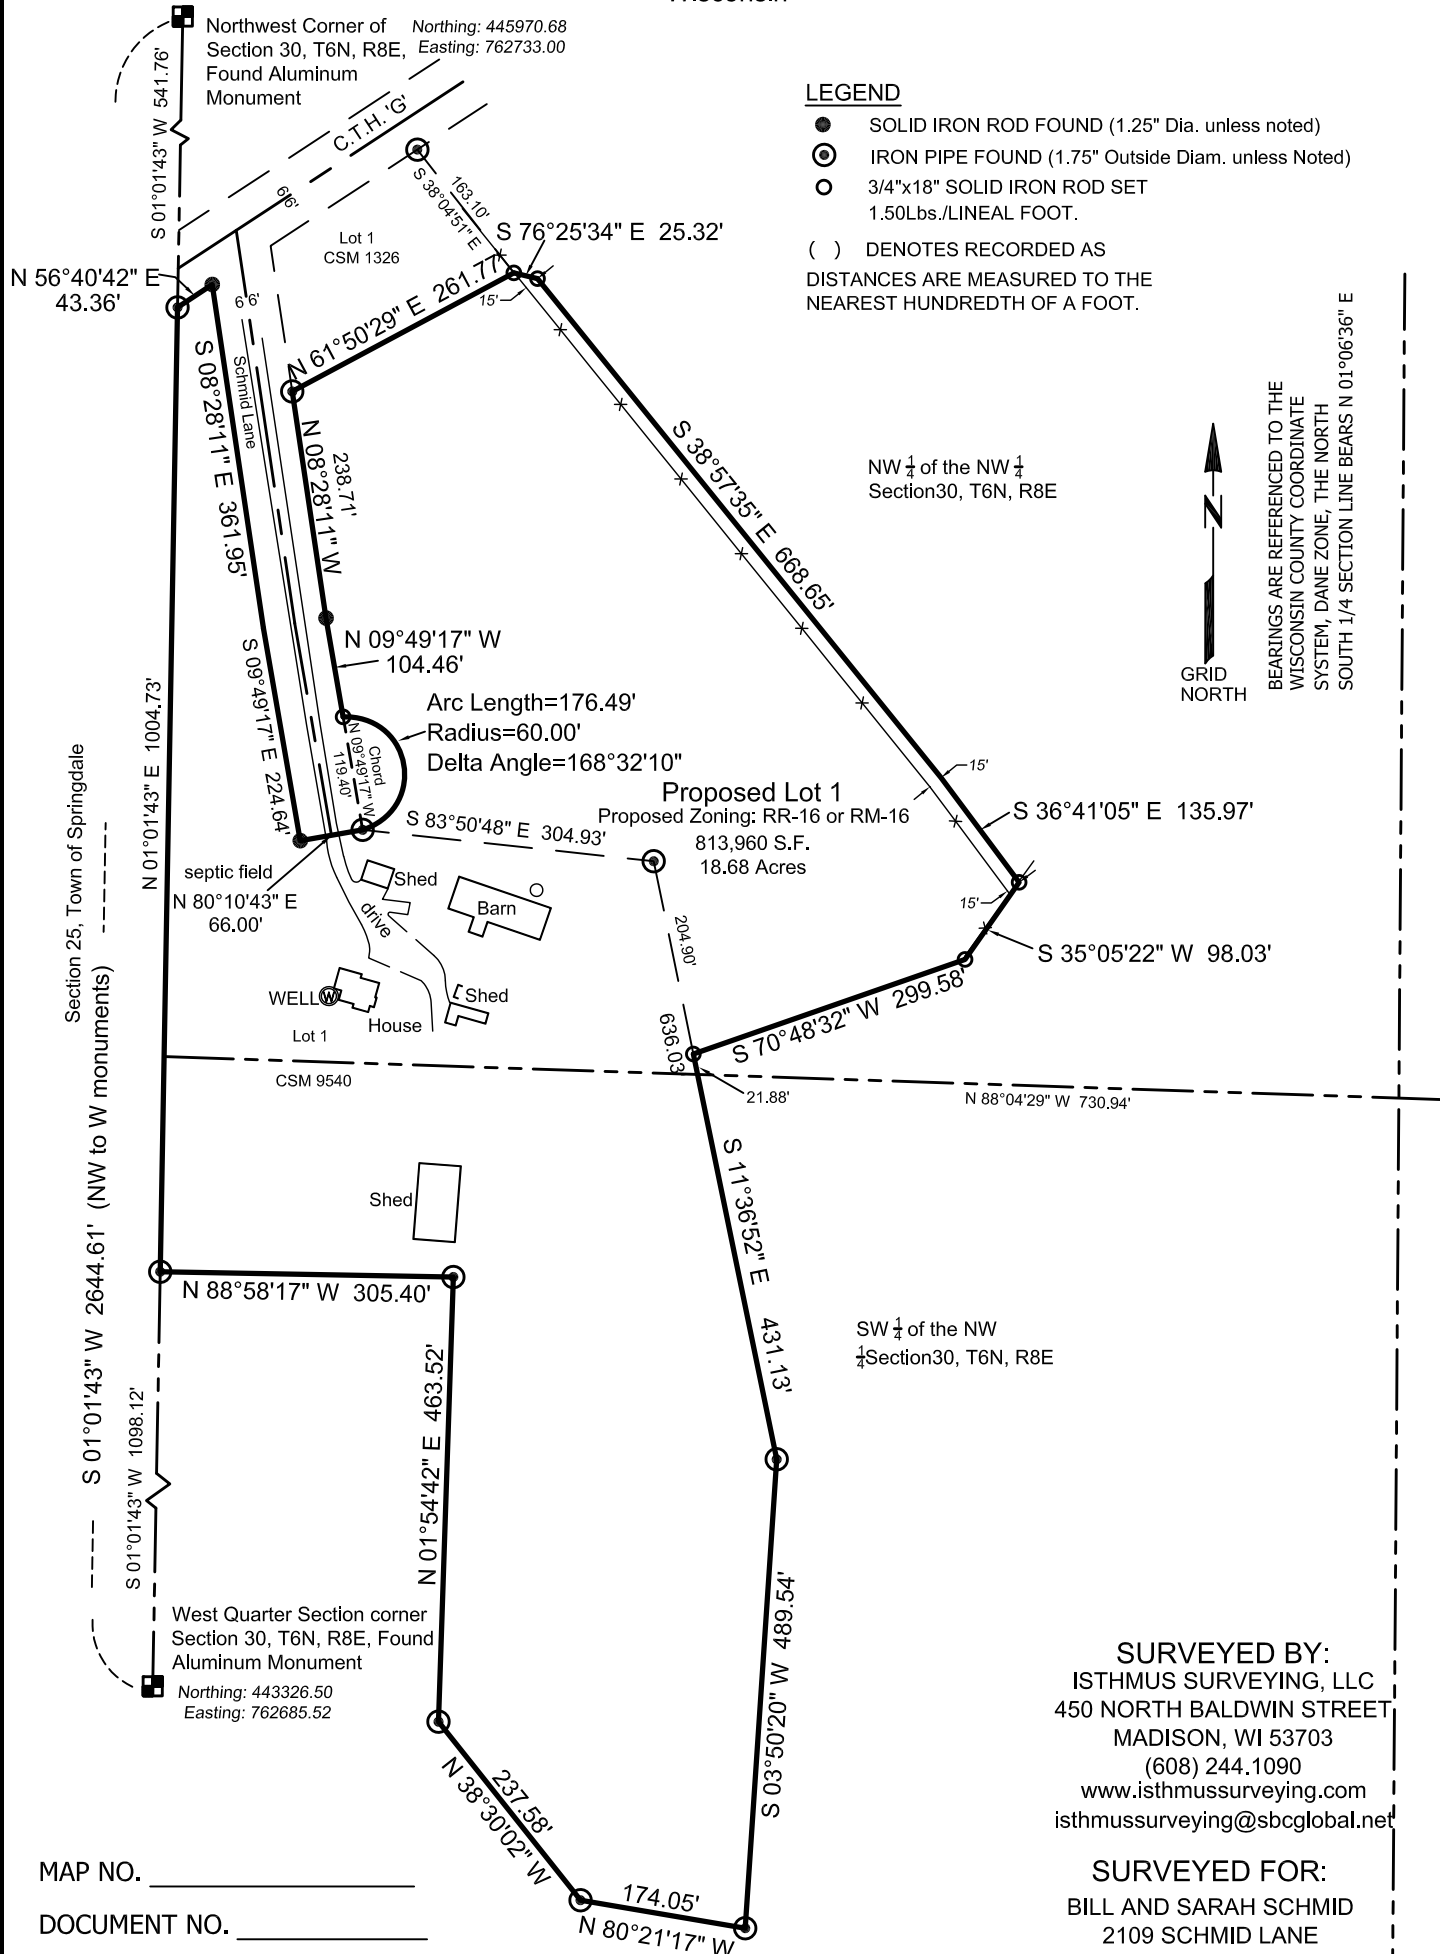 Northwest Corner of
Section 30, T6N, R8E,
Found Aluminum
Monument
Northing: 445970.68
Easting: 762733.00
S 01°01'43" W 541.76'
C.T.H. 'G'
66'
LEGEND
SOLID IRON ROD FOUND (1.25" Dia. unless noted)
IRON PIPE FOUND (1.75" Outside Diam. unless Noted)
3/4"x18" SOLID IRON ROD SET
1.50Lbs./LINEAL FOOT.
( ) DENOTES RECORDED AS
DISTANCES ARE MEASURED TO THE
NEAREST HUNDREDTH OF A FOOT.
163.10'
S 38°04'51" E
S 76°25'34" E 25.32'
Lot 1
CSM 1326
N 56°40'42" E
43.36'
66'
N 61°50'29" E 261.77'
15'
S 08°28'11" E 361.95'
Schmid Lane
238.71'
N 08°28'11" W
S 38°57'35" E 668.65'
NW 1/4 of the NW 1/4
Section30, T6N, R8E
GRID
NORTH
N
BEARINGS ARE REFERENCED TO THE
WISCONSIN COUNTY COORDINATE
SYSTEM, DANE ZONE, THE NORTH
SOUTH 1/4 SECTION LINE BEARS N 01°06'36" E
N 09°49'17" W
104.46'
S 09°49'17" E 224.64'
N 01°01'43" E 1004.73'
Arc Length=176.49'
Radius=60.00'
Delta Angle=168°32'10"
Chord
N 09°49'17" W
119.40'
15'
Proposed Lot 1
Proposed Zoning: RR-16 or RM-16
813,960 S.F.
18.68 Acres
S 36°41'05" E 135.97'
S 83°50'48" E 304.93'
septic field
N 80°10'43" E
66.00'
Shed
Barn
drive
204.90'
15'
S 35°05'22" W 98.03'
WELL
W
House
Shed
Lot 1
636.03'
S 70°48'32" W 299.58'
CSM 9540
21.88'
N 88°04'29" W 730.94'
Section 25, Town of Springdale
S 01°01'43" W 2644.61' (NW to W monuments)
Shed
S 11°36'52" E 431.13'
N 88°58'17" W 305.40'
SW 1/4 of the NW
1/4Section30, T6N, R8E
N 01°54'42" E 463.52'
S 01°01'43" W 1098.12'
West Quarter Section corner
Section 30, T6N, R8E, Found
Aluminum Monument
Northing: 443326.50
Easting: 762685.52
S 03°50'20" W 489.54'
237.58'
N 38°30'02" W
174.05'
N 80°21'17" W
SURVEYED BY:
ISTHMUS SURVEYING, LLC
450 NORTH BALDWIN STREET
MADISON, WI 53703
(608) 244.1090
www.isthmussurveying.com
isthmussurveying@sbcglobal.net
SURVEYED FOR:
BILL AND SARAH SCHMID
2109 SCHMID LANE
MAP NO.
DOCUMENT NO.